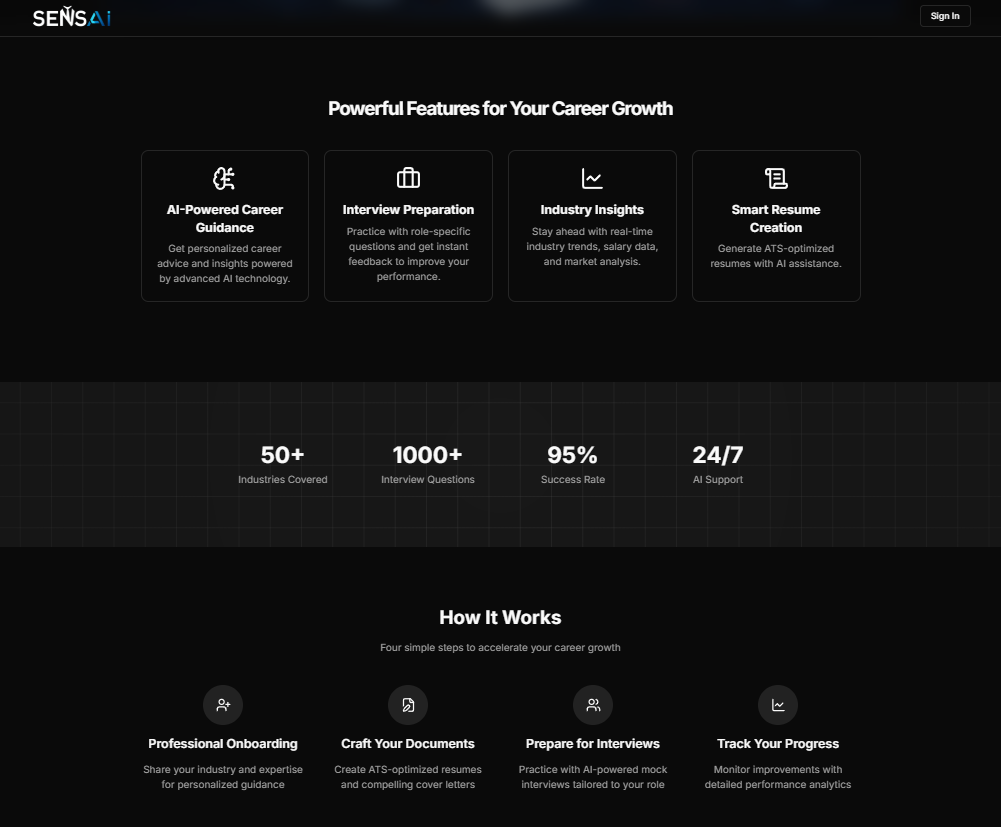 SENSAi
Sign In
Powerful Features for Your Career Growth
AI-Powered Career
Guidance
Get personalized career
advice and insights powered
by advanced AI technology.
Interview Preparation
Practice with role-specific
questions and get instant
feedback to improve your
performance.
Industry Insights
Stay ahead with real-time
industry trends, salary data,
and market analysis.
Smart Resume
Creation
Generate ATS-optimized
resumes with AI assistance.
50+
Industries Covered
1000+
Interview Questions
95%
Success Rate
24/7
AI Support
How It Works
Four simple steps to accelerate your career growth
Professional Onboarding
Share your industry and expertise
for personalized guidance
Craft Your Documents
Create ATS-optimized resumes
and compelling cover letters
Prepare for Interviews
Practice with AI-powered mock
interviews tailored to your role
Track Your Progress
Monitor improvements with
detailed performance analytics